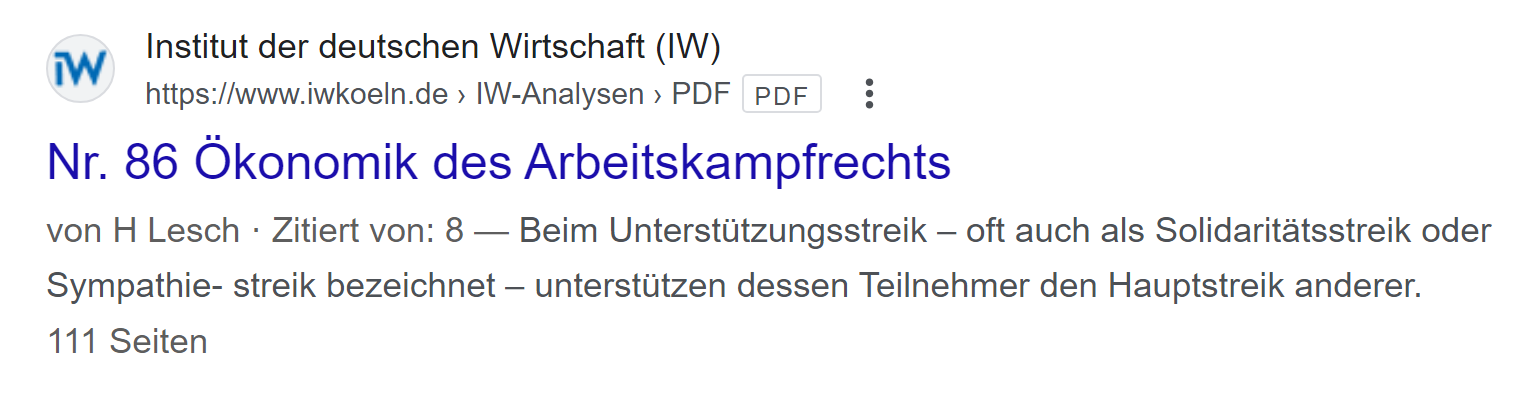 iW
Institut der deutschen Wirtschaft (IW)
https://www.iwkoeln.de › IW-Analysen › PDF PDF
Nr. 86 Ökonomik des Arbeitskampfrechts
von H Lesch · Zitiert von: 8 — Beim Unterstützungsstreik – oft auch als Solidaritätsstreik oder
Sympathie- streik bezeichnet – unterstützen dessen Teilnehmer den Hauptstreik anderer.
111 Seiten